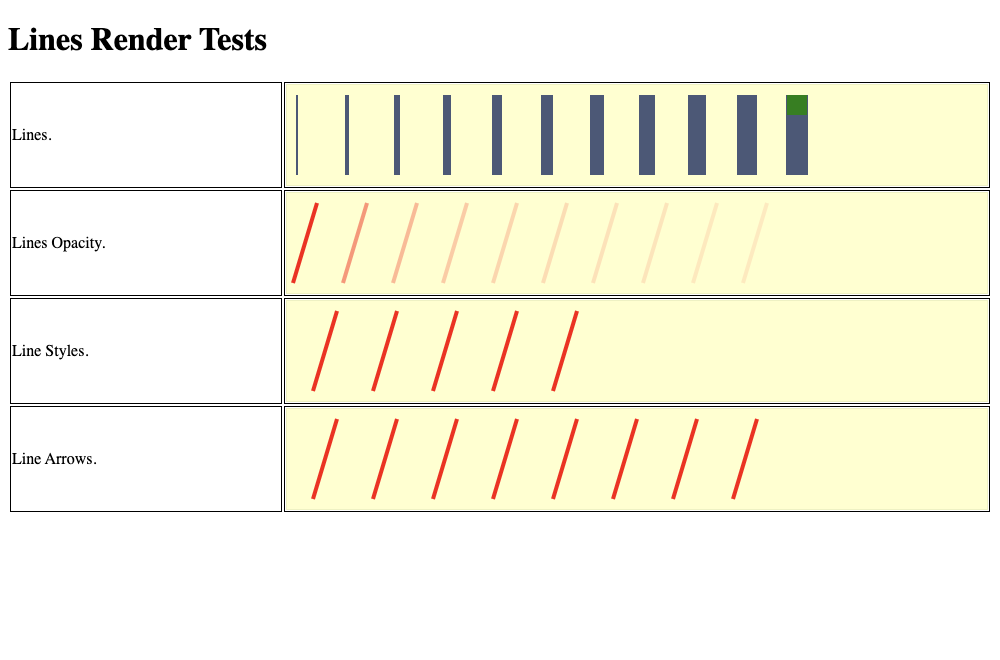 Lines Render Tests
Lines.
Lines Opacity.
Line Styles.
Line Arrows.